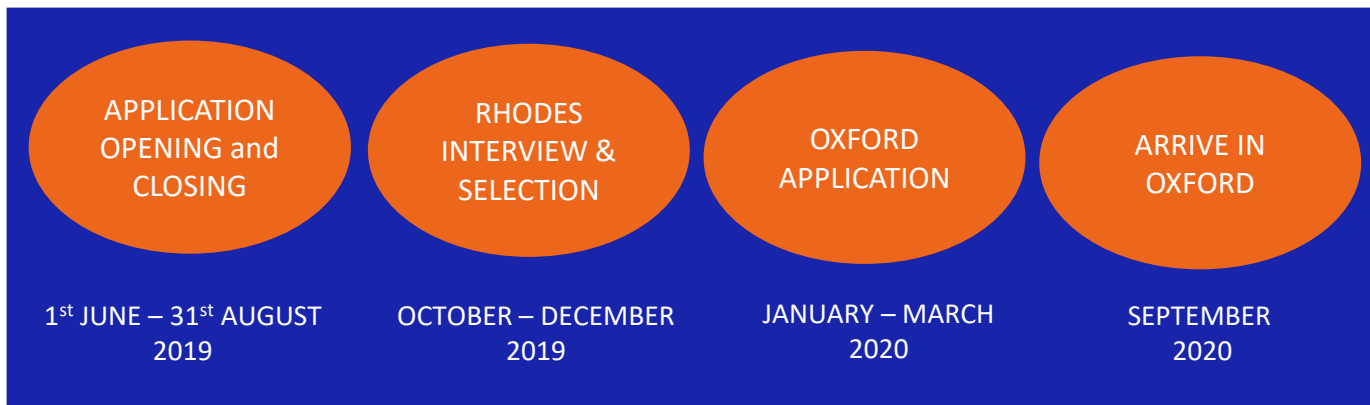 APPLICATION
OPENING and
CLOSING
1st JUNE – 31st AUGUST
2019
RHODES
INTERVIEW &
SELECTION
OCTOBER – DECEMBER
2019
OXFORD
APPLICATION
JANUARY – MARCH
2020
ARRIVE IN
OXFORD
SEPTEMBER
2020